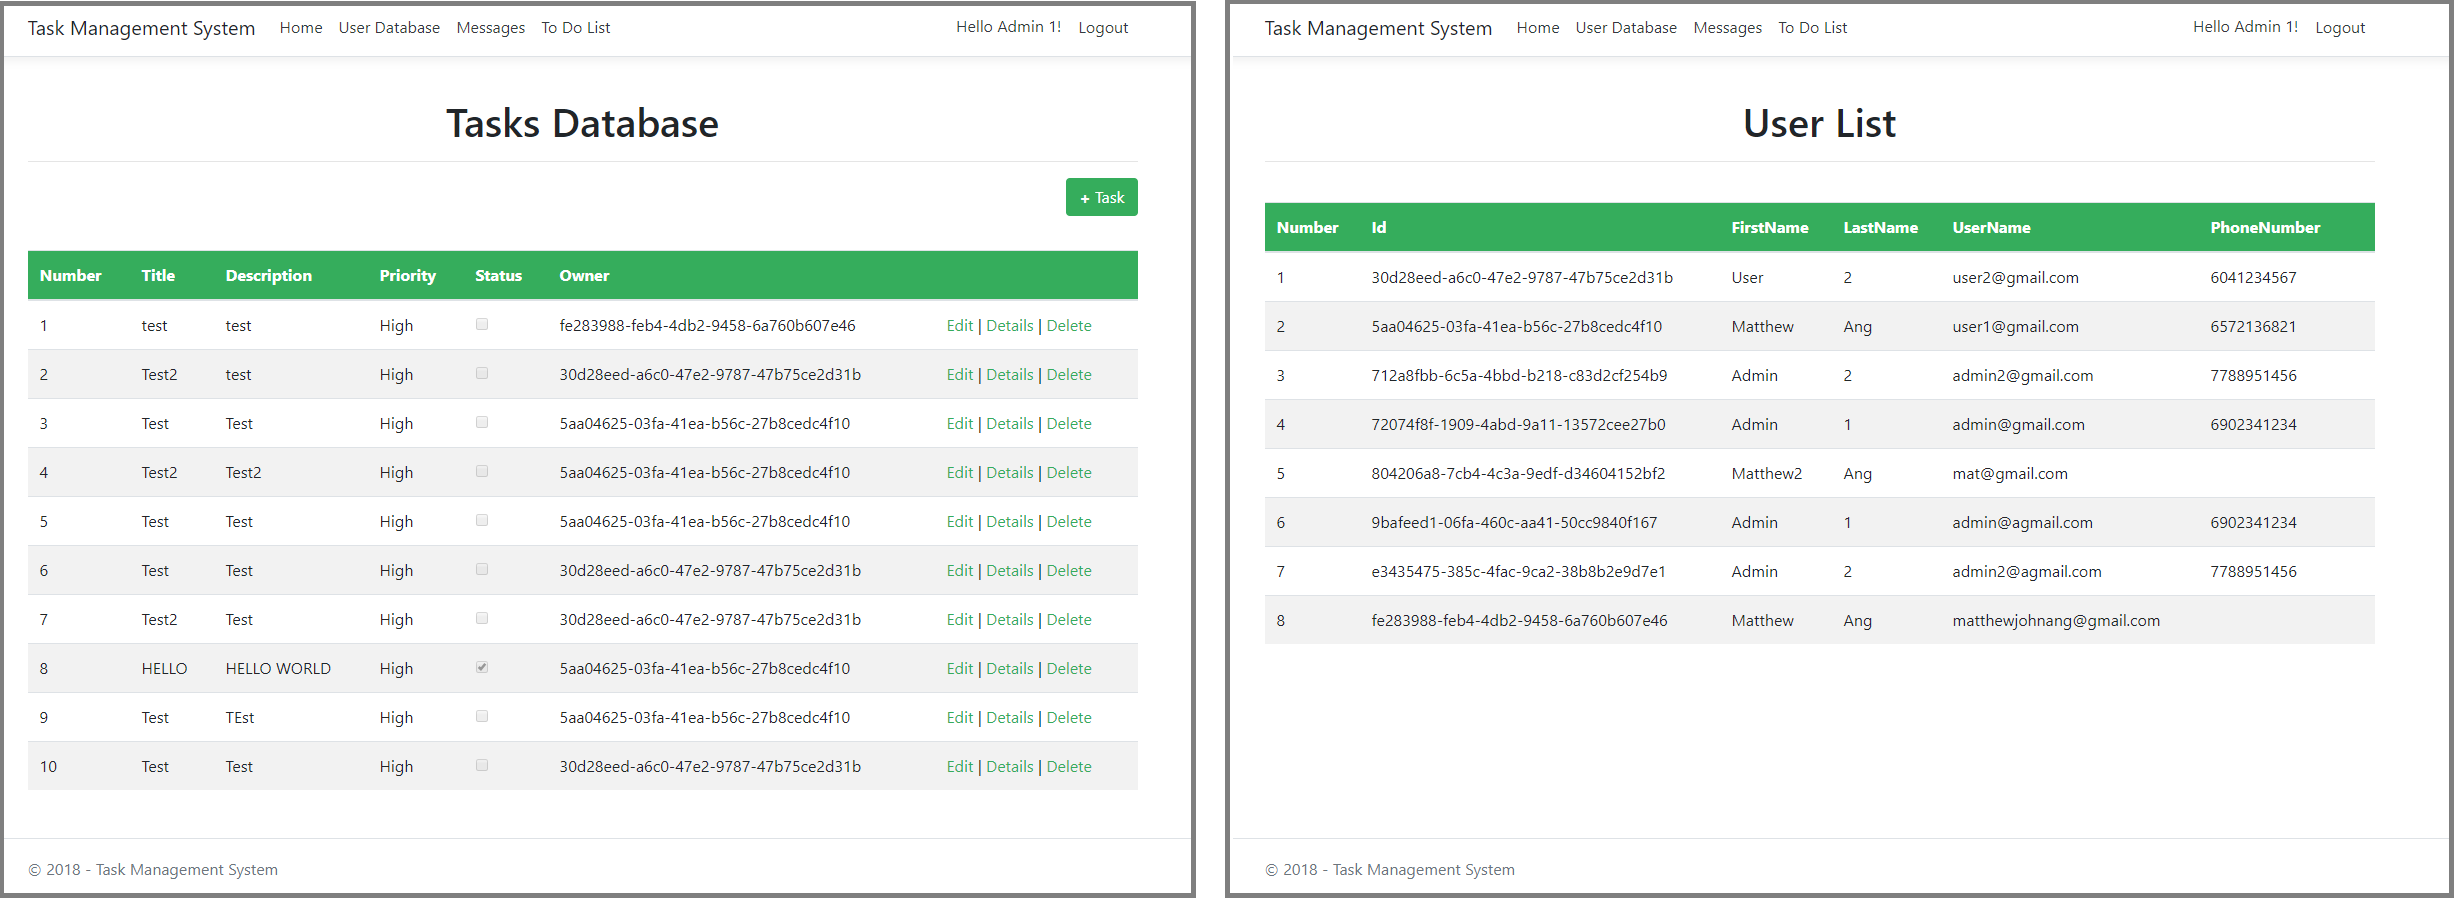 Task Management System Home User Database Messages To Do List Hello Admin 1! Logout
Tasks Database
+ Task
Number Title Description Priority Status Owner
1 test test High fe283988-feb4-4db2-9458-6a760b607e46 Edit | Details | Delete
2 Test2 test High 30d28eed-a6c0-47e2-9787-47b75ce2d31b Edit | Details | Delete
3 Test Test High 5aa04625-03fa-41ea-b56c-27b8cedc4f10 Edit | Details | Delete
4 Test2 Test2 High 5aa04625-03fa-41ea-b56c-27b8cedc4f10 Edit | Details | Delete
5 Test Test High 5aa04625-03fa-41ea-b56c-27b8cedc4f10 Edit | Details | Delete
6 Test Test High 30d28eed-a6c0-47e2-9787-47b75ce2d31b Edit | Details | Delete
7 Test2 Test High 30d28eed-a6c0-47e2-9787-47b75ce2d31b Edit | Details | Delete
8 HELLO HELLO WORLD High 5aa04625-03fa-41ea-b56c-27b8cedc4f10 Edit | Details | Delete
9 Test TEst High 5aa04625-03fa-41ea-b56c-27b8cedc4f10 Edit | Details | Delete
10 Test Test High 30d28eed-a6c0-47e2-9787-47b75ce2d31b Edit | Details | Delete
© 2018 - Task Management System
Task Management System Home User Database Messages To Do List Hello Admin 1! Logout
User List
Number Id FirstName LastName UserName PhoneNumber
1 30d28eed-a6c0-47e2-9787-47b75ce2d31b User 2 user2@gmail.com 6041234567
2 5aa04625-03fa-41ea-b56c-27b8cedc4f10 Matthew Ang user1@gmail.com 6572136821
3 712a8fbb-6c5a-4bbd-b218-c83d2cf254b9 Admin 2 admin2@gmail.com 7788951456
4 72074f8f-1909-4abd-9a11-13572cee27b0 Admin 1 admin@gmail.com 6902341234
5 804206a8-7cb4-4c3a-9edf-d34604152bf2 Matthew2 Ang mat@gmail.com
6 9bafeed1-06fa-460c-aa41-50cc9840f167 Admin 1 admin@agmail.com 6902341234
7 e3435475-385c-4fac-9ca2-38b8b2e9d7e1 Admin 2 admin2@agmail.com 7788951456
8 fe283988-feb4-4db2-9458-6a760b607e46 Matthew Ang matthewjohnang@gmail.com
© 2018 - Task Management System